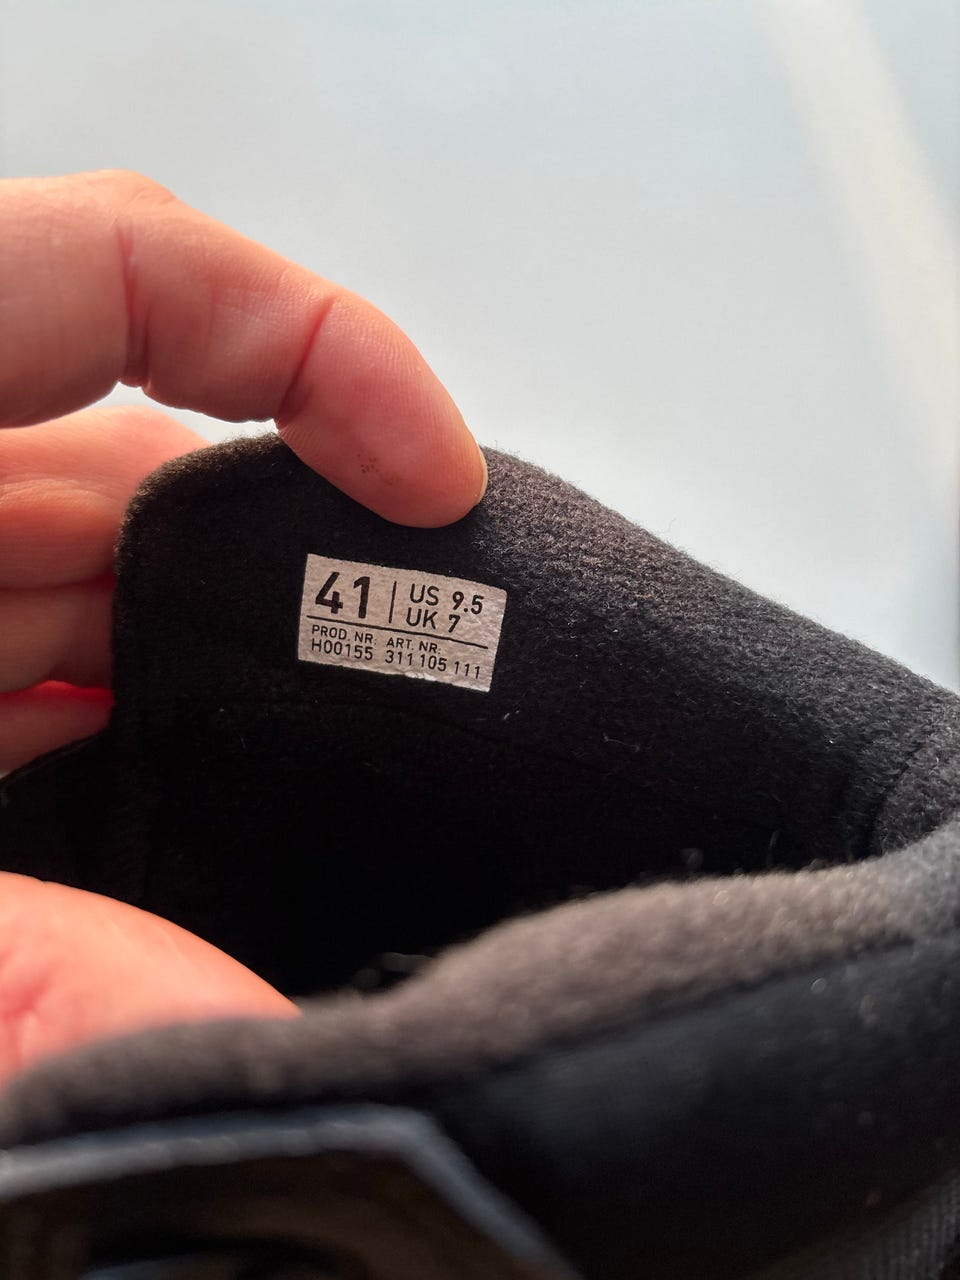 41 | US 9.5
UK 7
PROD. NR: ART. NR:
H00155 311 105 111